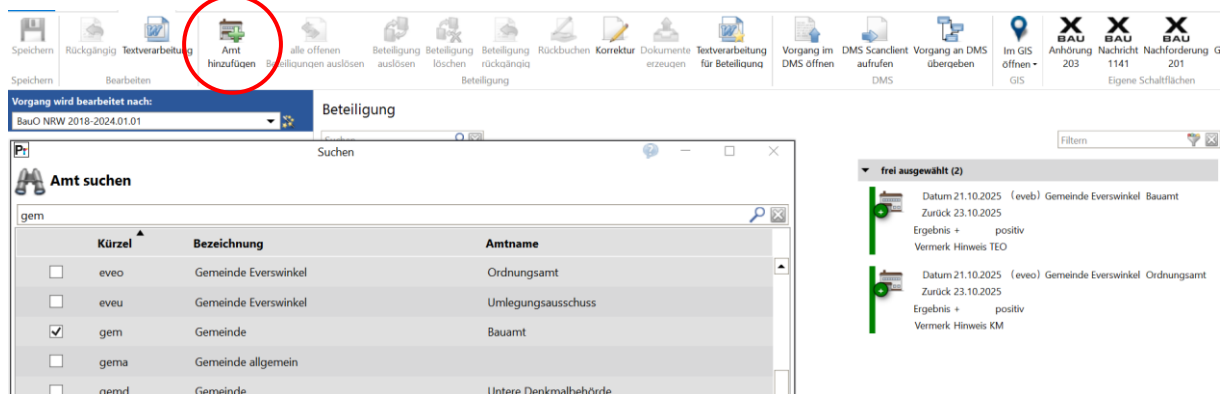 Speichern Rückgängig Textverarbeitung Amt hinzufügen alle offenen Beteiligungen auslösen Beteiligung auslösen Beteiligung löschen Beteiligung rückgängig Rückbuchen Korrektur Dokumente erzeugen Textverarbeitung für Beteiligung Vorgang im DMS öffnen DMS Scanclient aufrufen Vorgang an DMS übergeben Im GIS öffnen BAU Anhörung 203 BAU Nachricht 1141 BAU Nachforderung 201 G
Speichern Bearbeiten Beteiligung DMS GIS Eigene Schaltflächen
Vorgang wird bearbeitet nach:
BauO NRW 2018-2024.01.01
Beteiligung
Suchen
Filtern
Suchen
Amt suchen
gem
Kürzel Bezeichnung Amtname
eveo Gemeinde Everswinkel Ordnungsamt
eveu Gemeinde Everswinkel Umlegungsausschuss
gem Gemeinde Bauamt
gema Gemeinde allgemein
gemd Gemeinde Untere Denkmalbehörde
frei ausgewählt (2)
Datum 21.10.2025 (eveb) Gemeinde Everswinkel Bauamt
Zurück 23.10.2025
Ergebnis + positiv
Vermerk Hinweis TEO
Datum 21.10.2025 (eveo) Gemeinde Everswinkel Ordnungsamt
Zurück 23.10.2025
Ergebnis + positiv
Vermerk Hinweis KM